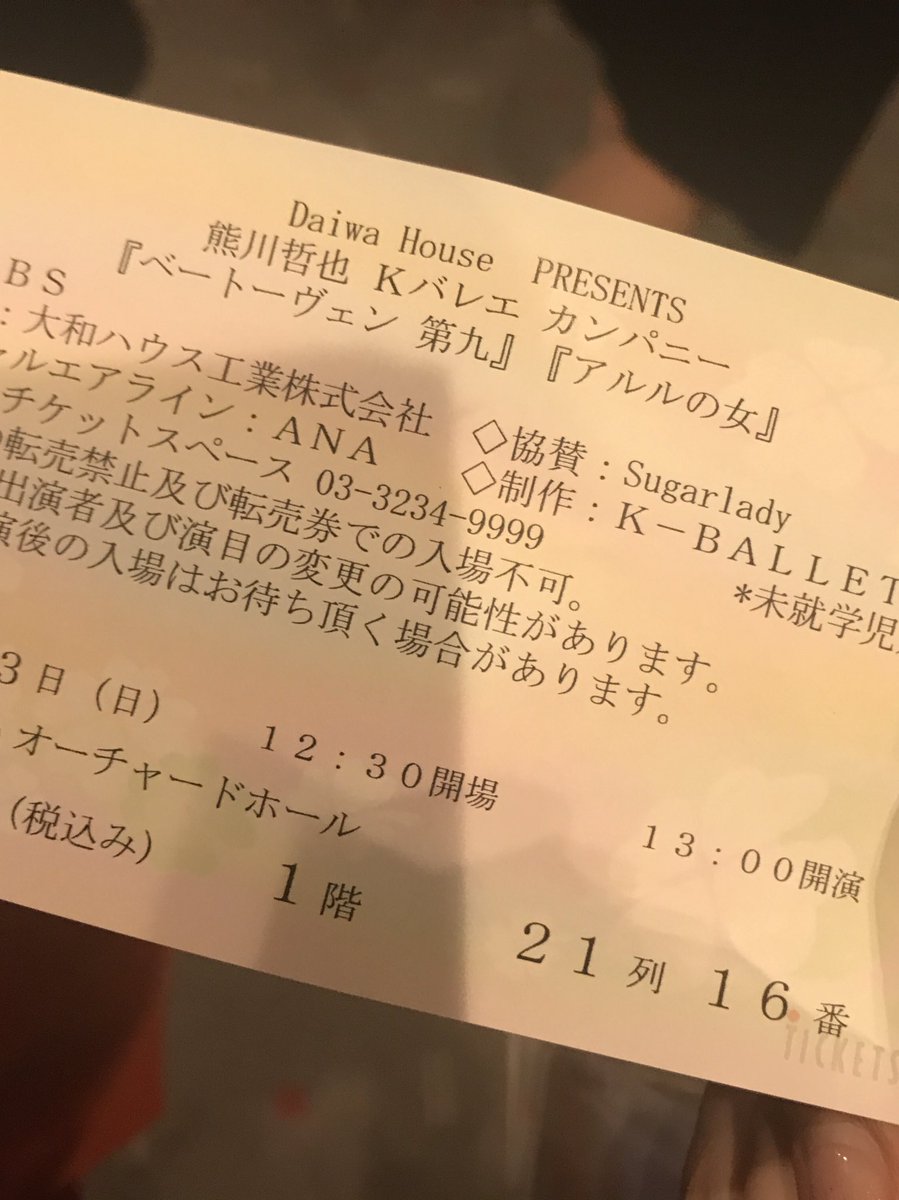 Daiwa House PRESENTS
熊川哲也 Kバレエ カンパニー
『ベートーヴェン 第九』『アルルの女』
BS
：大和ハウス工業株式会社 ◇協賛：Sugarlady
ルエアライン：ANA ◇制作：K－BALLET
チケットスペース 03-3234-9999 *未就学児
転売禁止及び転売券での入場不可。
出演者及び演目の変更の可能性があります。
演後の入場はお待ち頂く場合があります。
3日（日） 12：30開場 13：00開演
オーチャードホール
（税込み） 1階 21列 16番
TICKETS